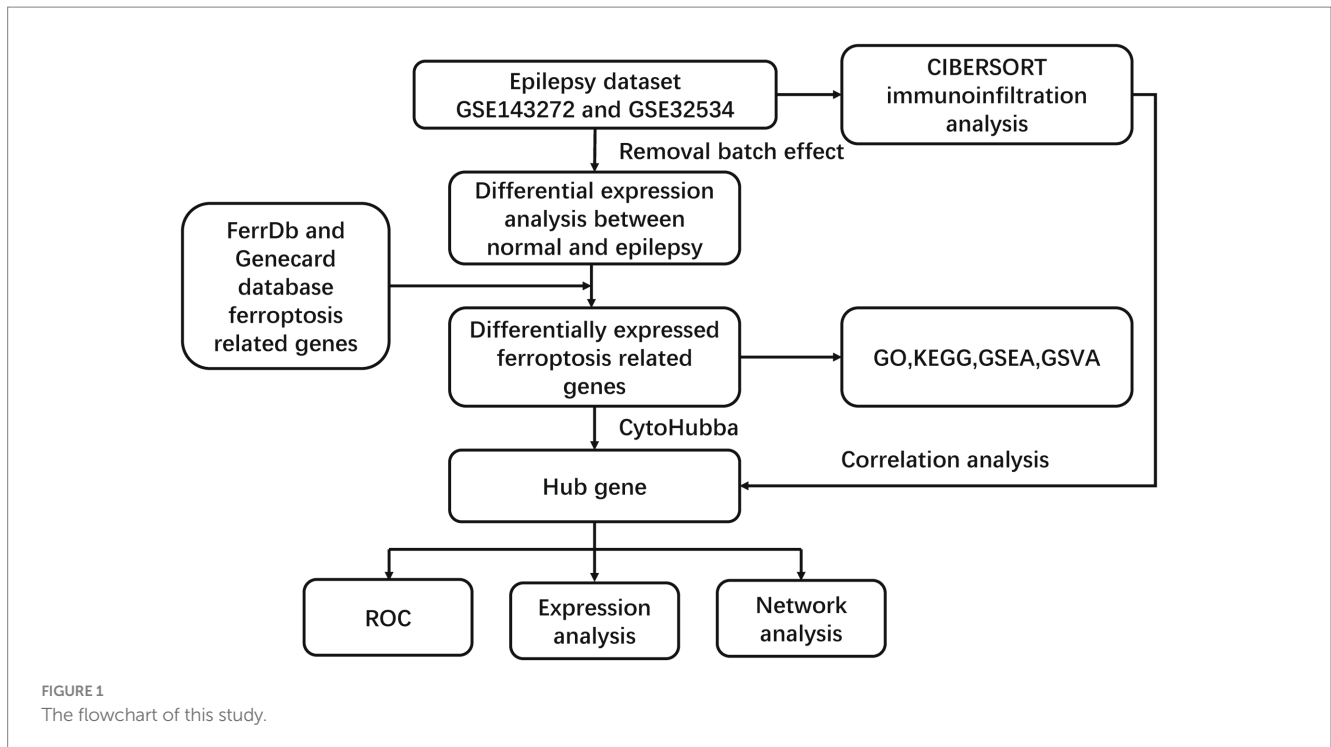 Epilepsy dataset
GSE143272 and GSE32534
CIBERSORT
immunoinfiltration
analysis
Removal batch effect
Differential expression
analysis between
normal and epilepsy
FerrDb and
Genecard
database
ferroptosis
related genes
Differentially expressed
ferroptosis related
genes
GO,KEGG,GSEA,GSVA
CytoHubba
Correlation analysis
Hub gene
ROC
Expression
analysis
Network
analysis
FIGURE 1
The flowchart of this study.